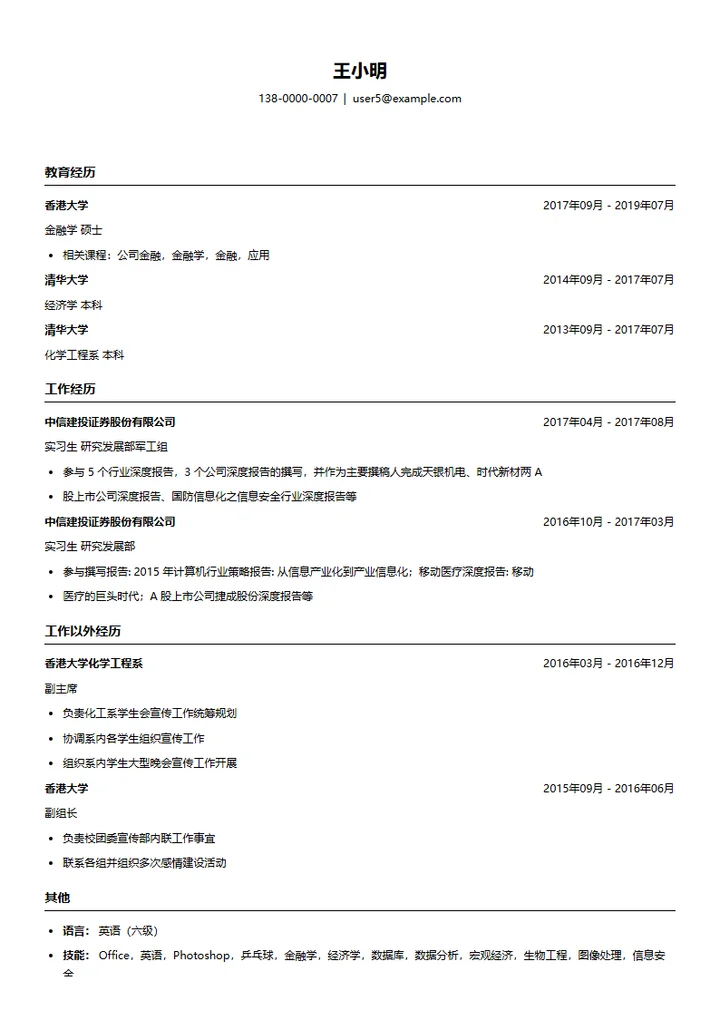 王小明
138-0000-0007 | user5@example.com
教育经历
香港大学 2017年09月 - 2019年07月
金融学 硕士
• 相关课程：公司金融，金融学，金融，应用
清华大学 2014年09月 - 2017年07月
经济学 本科
清华大学 2013年09月 - 2017年07月
化学工程系 本科
工作经历
中信建投证券股份有限公司 2017年04月 - 2017年08月
实习生 研究发展部军工组
• 参与 5 个行业深度报告，3 个公司深度报告的撰写，并作为主要撰稿人完成天银机电、时代新材两 A
• 股上市公司深度报告、国防信息化之信息安全行业深度报告等
中信建投证券股份有限公司 2016年10月 - 2017年03月
实习生 研究发展部
• 参与撰写报告: 2015 年计算机行业策略报告: 从信息产业化到产业信息化；移动医疗深度报告: 移动
• 医疗的巨头时代；A 股上市公司捷成股份深度报告等
工作以外经历
香港大学化学工程系 2016年03月 - 2016年12月
副主席
• 负责化工系学生会宣传工作统筹规划
• 协调系内各学生组织宣传工作
• 组织系内学生大型晚会宣传工作开展
香港大学 2015年09月 - 2016年06月
副组长
• 负责校团委宣传部内联工作事宜
• 联系各组并组织多次感情建设活动
其他
• 语言： 英语（六级）
• 技能： Office，英语，Photoshop，乒乓球，金融学，经济学，数据库，数据分析，宏观经济，生物工程，图像处理，信息安
全